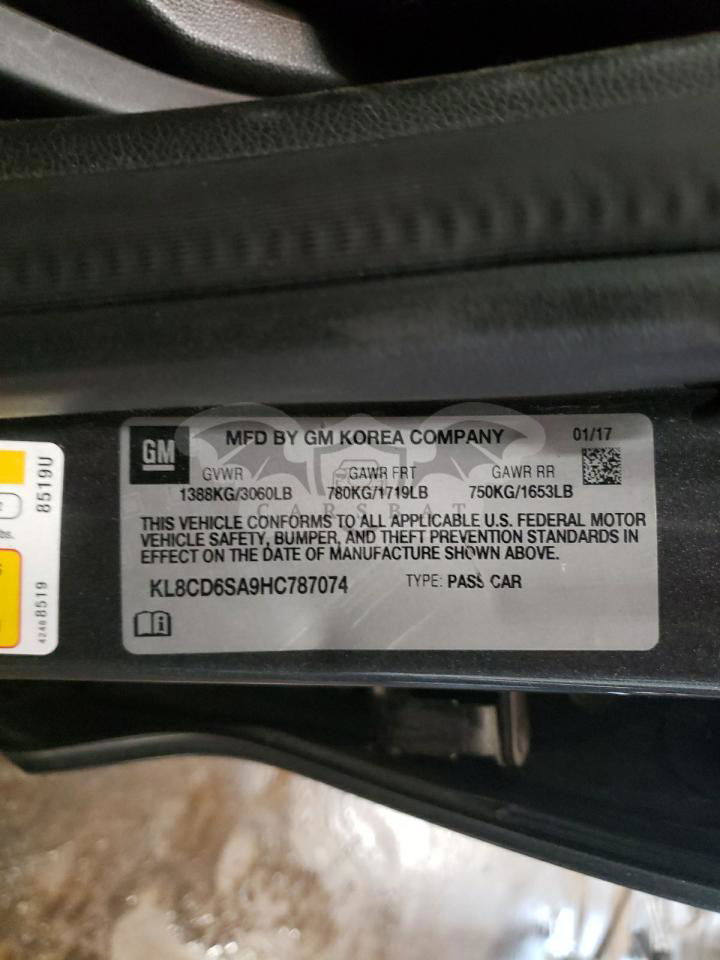 GM
MFD BY GM KOREA COMPANY 01/17
GVWR GAWR FRT GAWR RR
1388KG/3060LB 780KG/1719LB 750KG/1653LB
CARSBAT
THIS VEHICLE CONFORMS TO ALL APPLICABLE U.S. FEDERAL MOTOR
VEHICLE SAFETY, BUMPER, AND THEFT PREVENTION STANDARDS IN
EFFECT ON THE DATE OF MANUFACTURE SHOWN ABOVE.
KL8CD6SA9HC787074 TYPE: PASS CAR
8519U
42488519